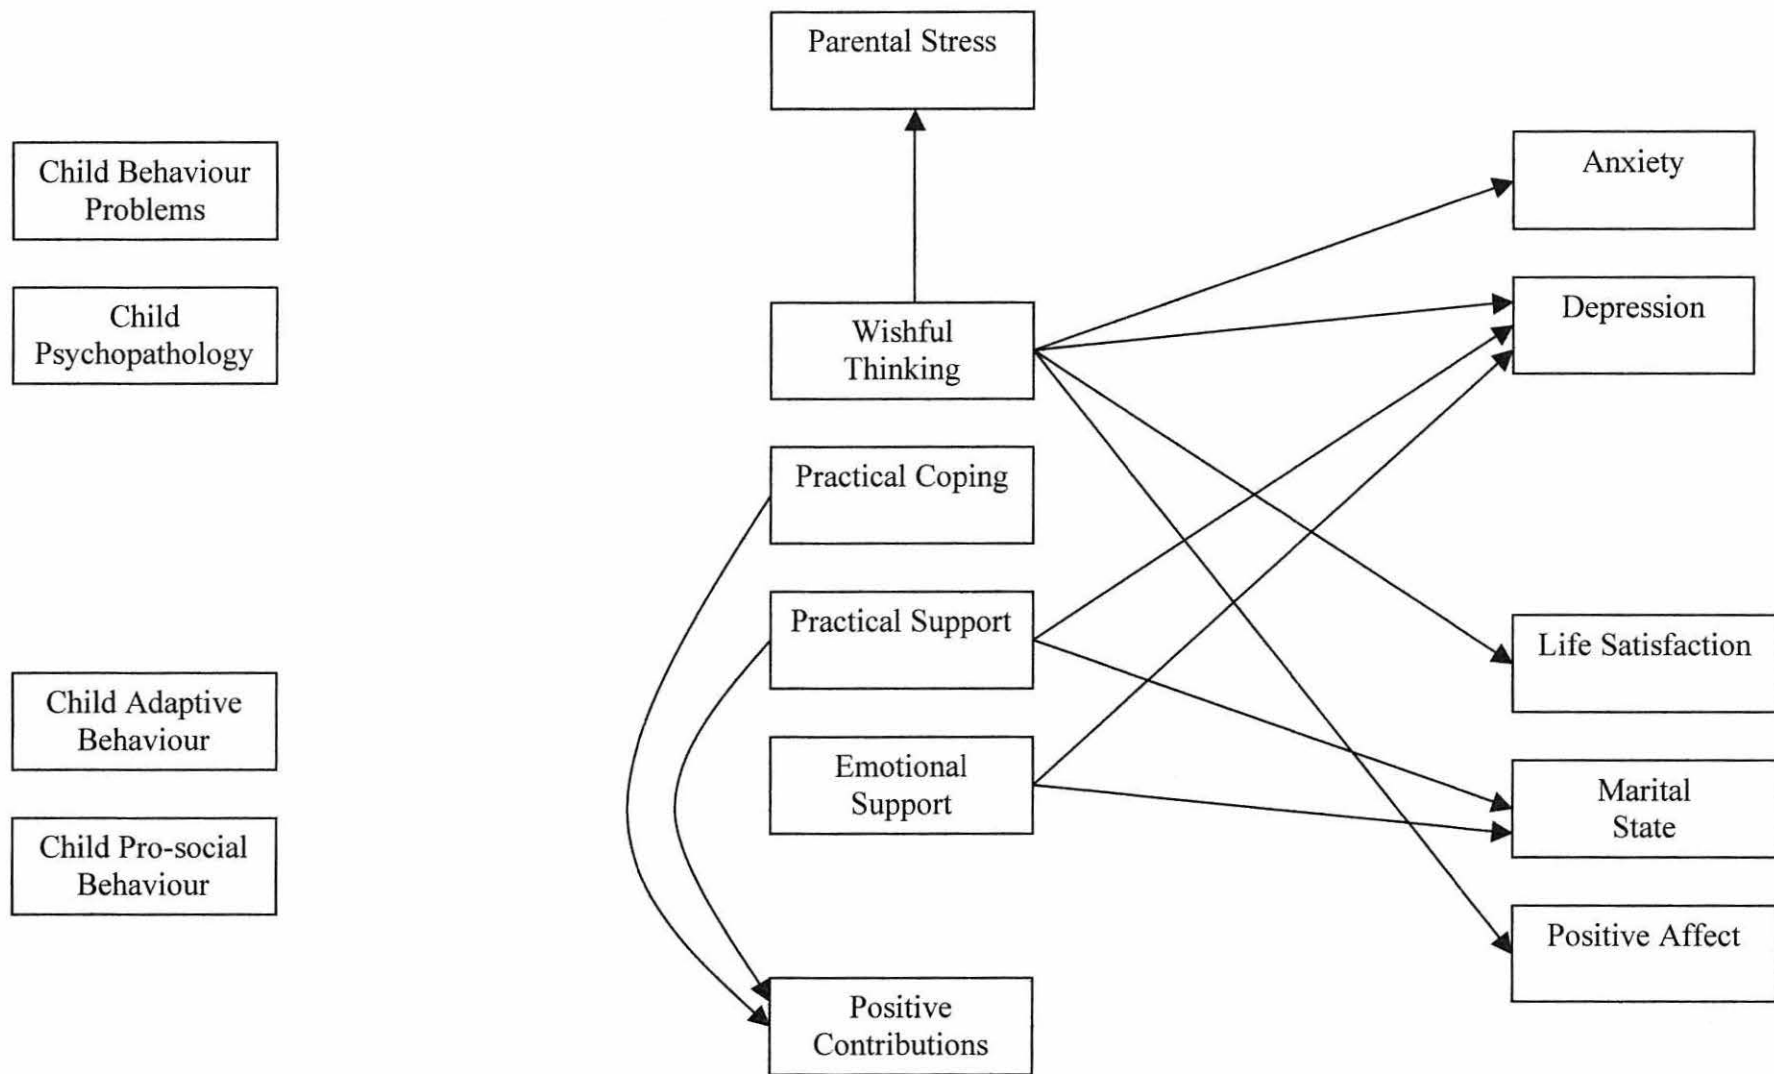 Parental Stress
Child Behaviour
Problems
Anxiety
Child
Psychopathology
Wishful
Thinking
Depression
Practical Coping
Practical Support
Life Satisfaction
Child Adaptive
Behaviour
Emotional
Support
Marital
State
Child Pro-social
Behaviour
Positive Affect
Positive
Contributions